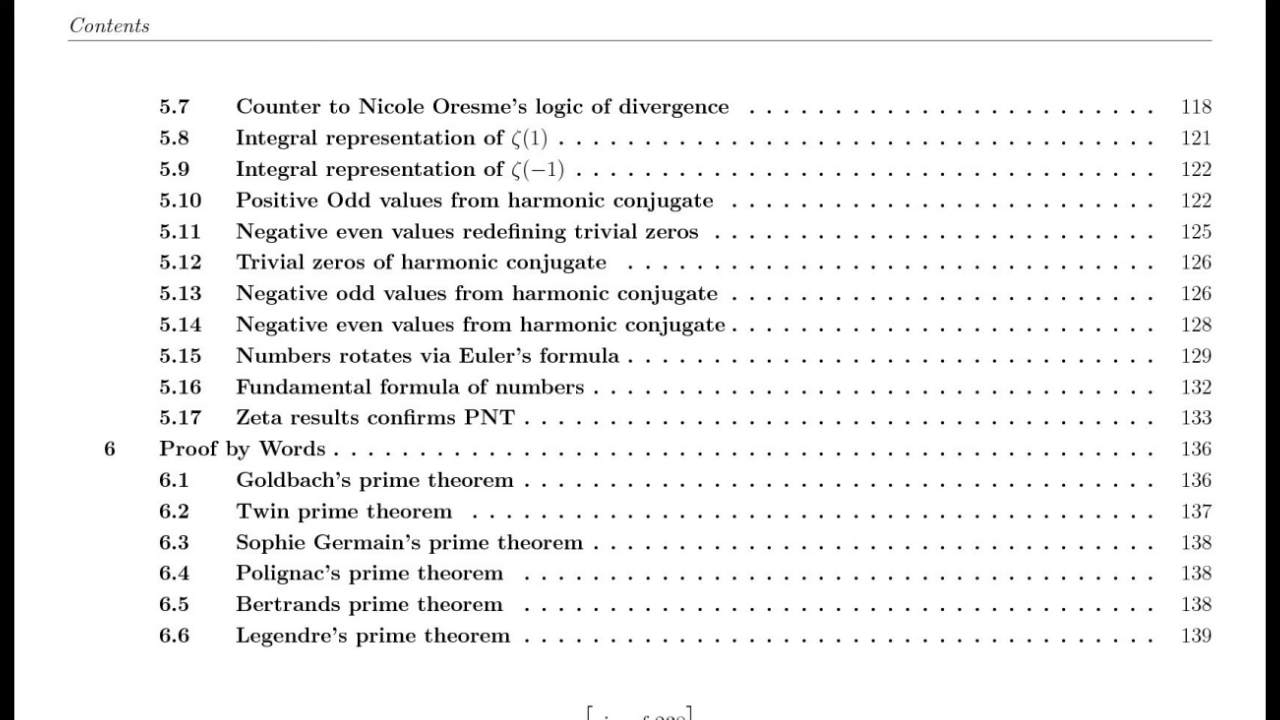 Contents
5.7 Counter to Nicole Oresme's logic of divergence . . . . . . . . . . . . . . . . . . . . . . . . 118
5.8 Integral representation of ζ(1) . . . . . . . . . . . . . . . . . . . . . . . . . . . . . . . . . . . 121
5.9 Integral representation of ζ(−1) . . . . . . . . . . . . . . . . . . . . . . . . . . . . . . . . . . 122
5.10 Positive Odd values from harmonic conjugate . . . . . . . . . . . . . . . . . . . . . . . . . 122
5.11 Negative even values redefining trivial zeros . . . . . . . . . . . . . . . . . . . . . . . . . . 125
5.12 Trivial zeros of harmonic conjugate . . . . . . . . . . . . . . . . . . . . . . . . . . . . . . . 126
5.13 Negative odd values from harmonic conjugate . . . . . . . . . . . . . . . . . . . . . . . . . 126
5.14 Negative even values from harmonic conjugate . . . . . . . . . . . . . . . . . . . . . . . . . 128
5.15 Numbers rotates via Euler's formula . . . . . . . . . . . . . . . . . . . . . . . . . . . . . . . 129
5.16 Fundamental formula of numbers . . . . . . . . . . . . . . . . . . . . . . . . . . . . . . . . . 132
5.17 Zeta results confirms PNT . . . . . . . . . . . . . . . . . . . . . . . . . . . . . . . . . . . . . 133
6 Proof by Words . . . . . . . . . . . . . . . . . . . . . . . . . . . . . . . . . . . . . . . . . . . . . . . . 136
6.1 Goldbach's prime theorem . . . . . . . . . . . . . . . . . . . . . . . . . . . . . . . . . . . . . 136
6.2 Twin prime theorem . . . . . . . . . . . . . . . . . . . . . . . . . . . . . . . . . . . . . . . . 137
6.3 Sophie Germain's prime theorem . . . . . . . . . . . . . . . . . . . . . . . . . . . . . . . . . 138
6.4 Polignac's prime theorem . . . . . . . . . . . . . . . . . . . . . . . . . . . . . . . . . . . . . 138
6.5 Bertrands prime theorem . . . . . . . . . . . . . . . . . . . . . . . . . . . . . . . . . . . . . 138
6.6 Legendre's prime theorem . . . . . . . . . . . . . . . . . . . . . . . . . . . . . . . . . . . . . 139